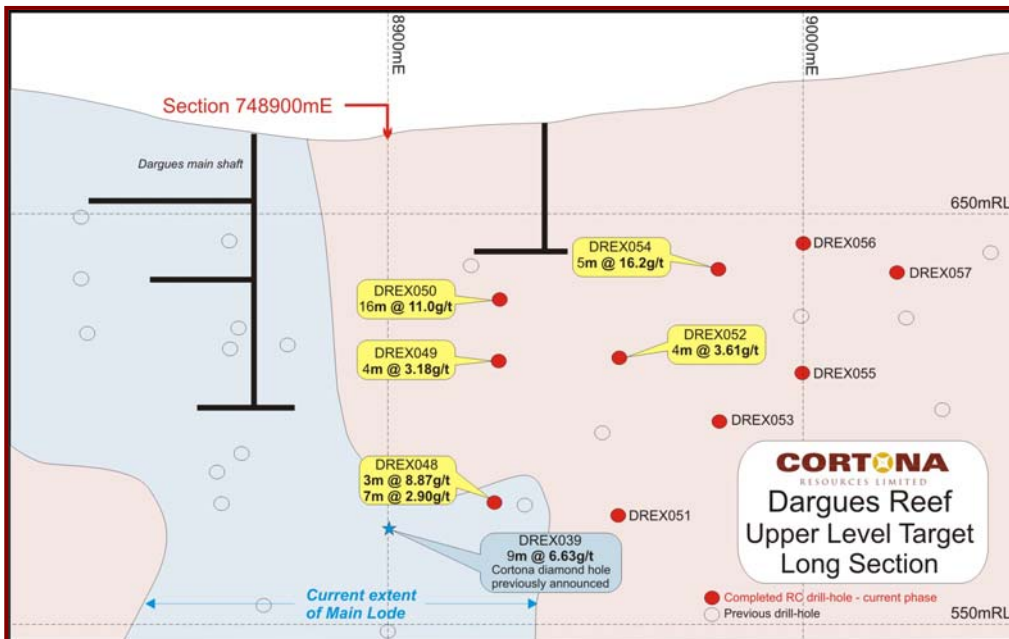 8900mE
9000mE
Section 748900mE
Dargues main shaft
650mRL
DREX054
5m @ 16.2g/t
DREX056
DREX057
DREX050
16m @ 11.0g/t
DREX052
4m @ 3.61g/t
DREX049
4m @ 3.18g/t
DREX055
DREX053
DREX048
3m @ 8.87g/t
7m @ 2.90g/t
DREX051
DREX039
9m @ 6.63g/t
Cortona diamond hole
previously announced
CORTONA
RESOURCES LIMITED
Dargues Reef
Upper Level Target
Long Section
Current extent
of Main Lode
Completed RC drill-hole - current phase
Previous drill-hole
550mRL